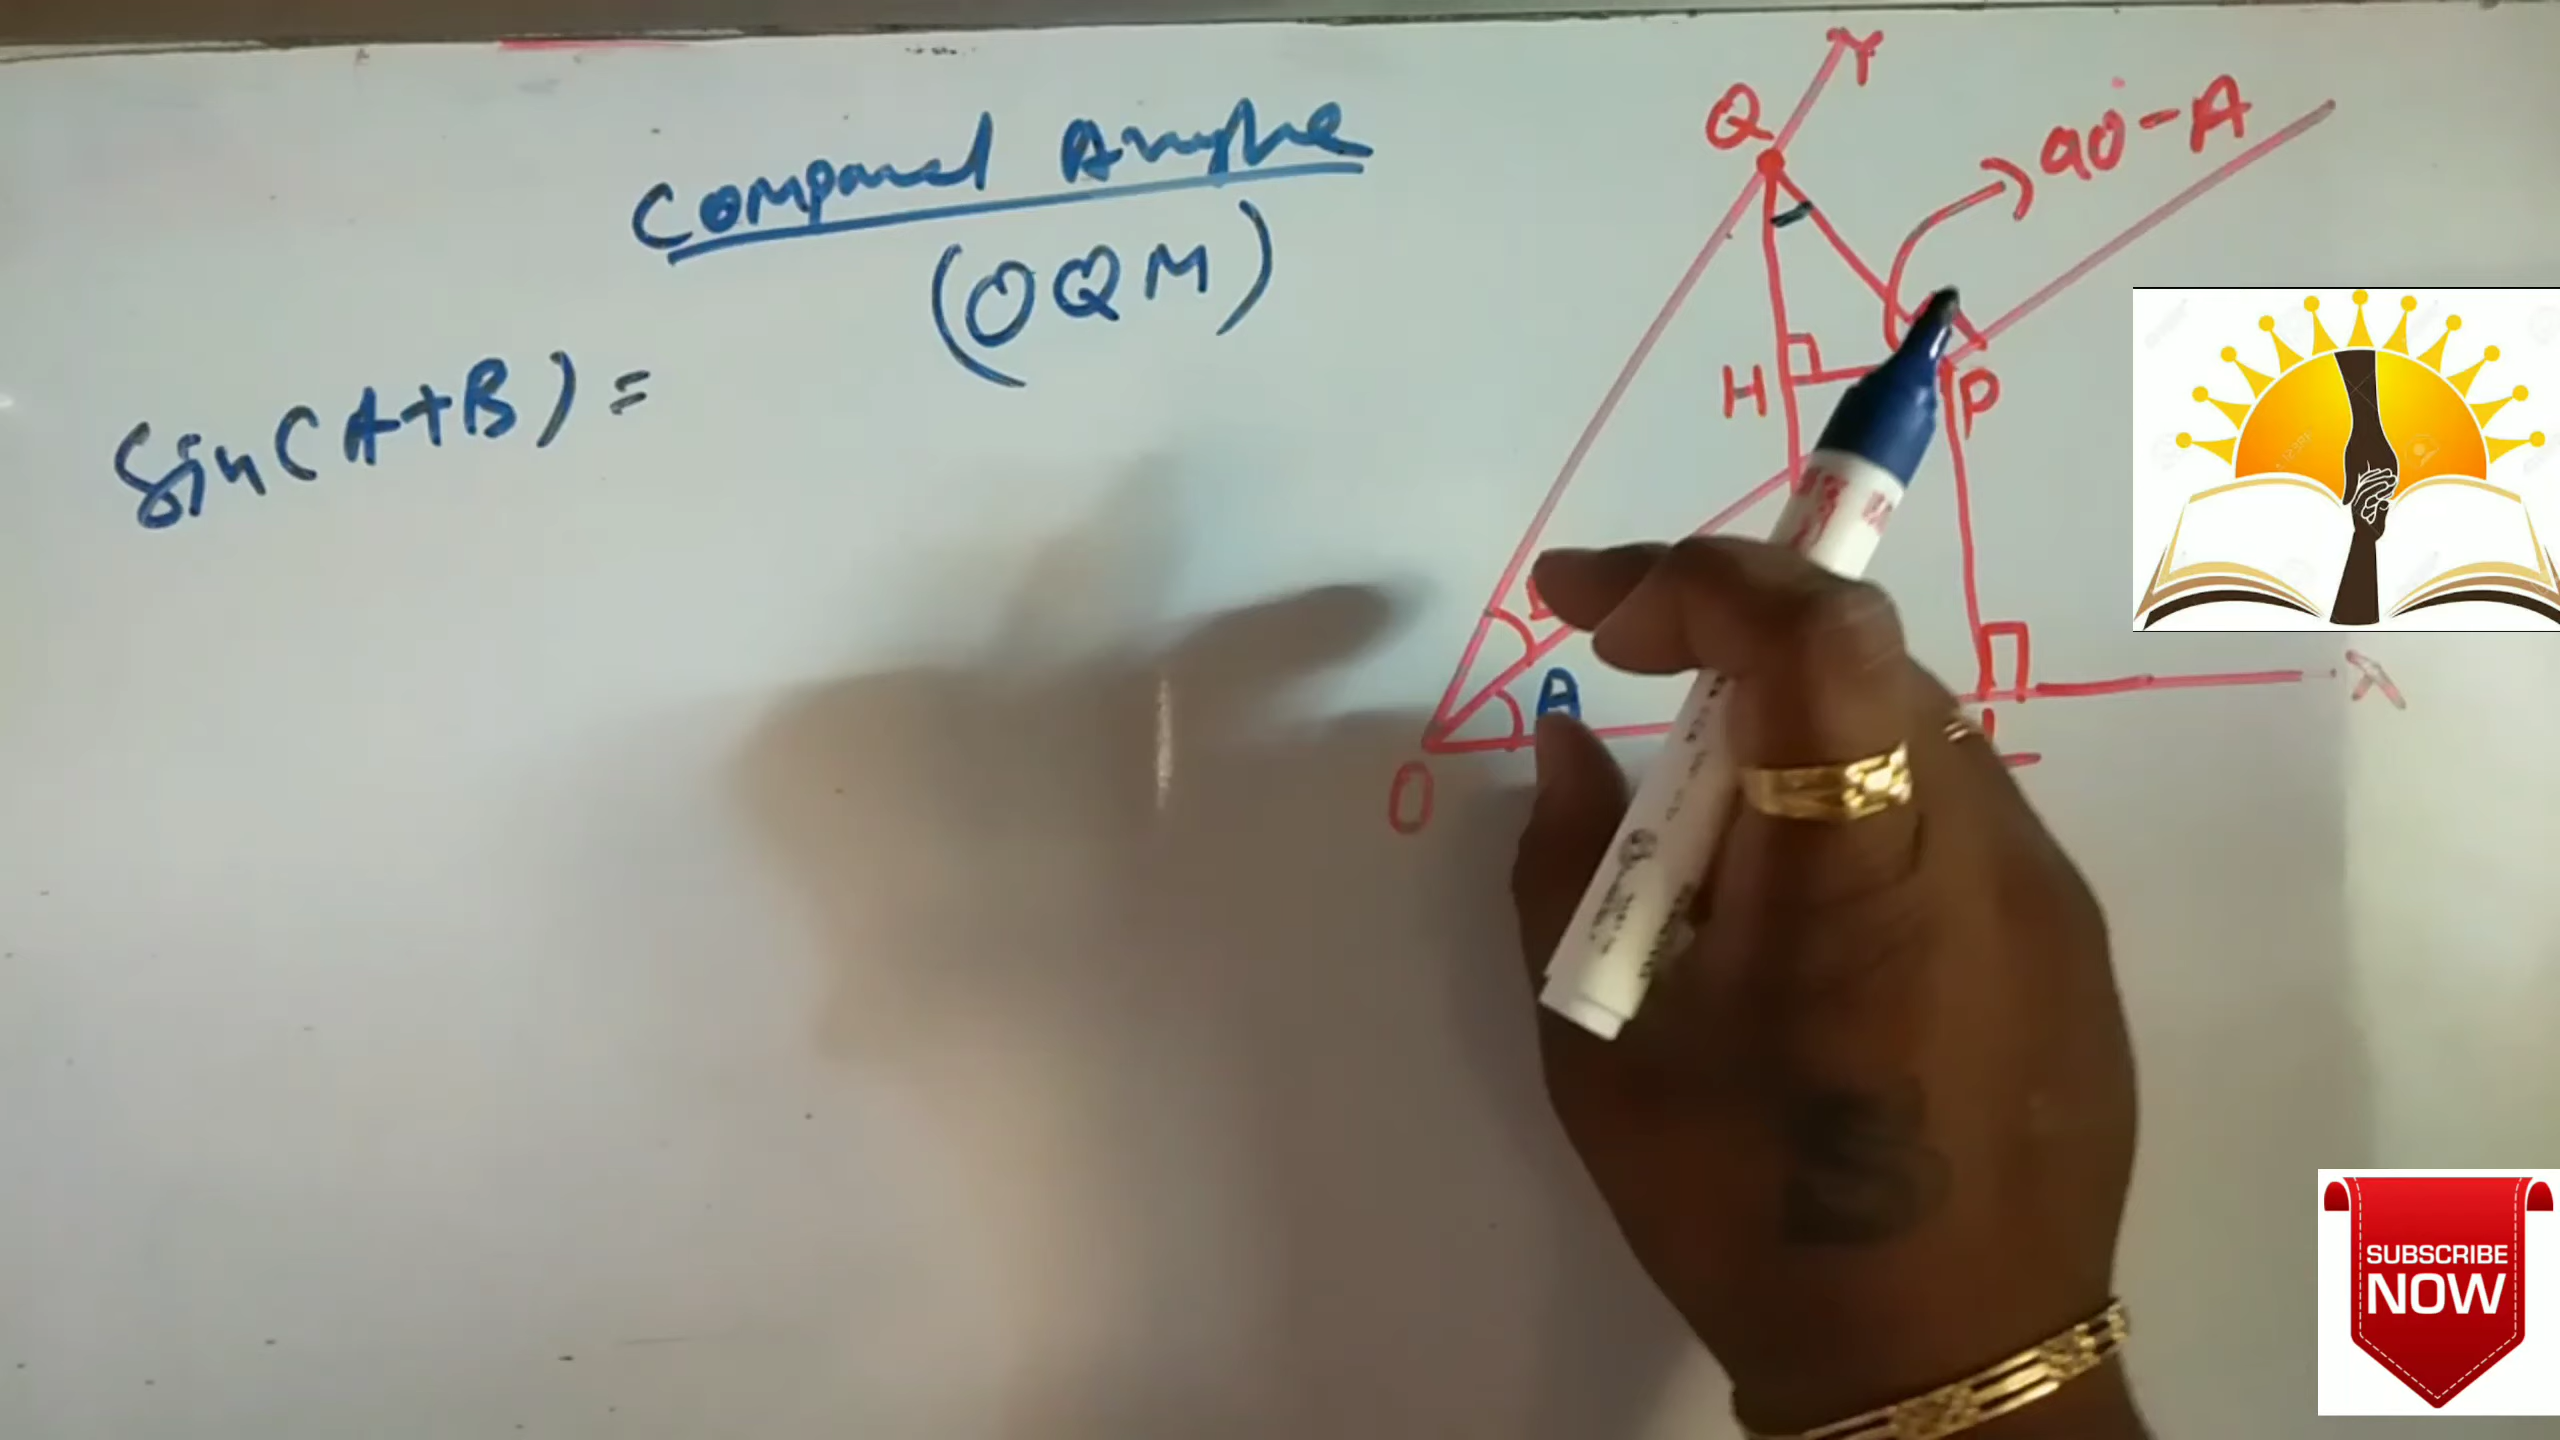 Compound Angle
(OQM)
Sin(A+B) =
Y
Q
90°-A
H
P
A
O
L
X
SUBSCRIBE
NOW